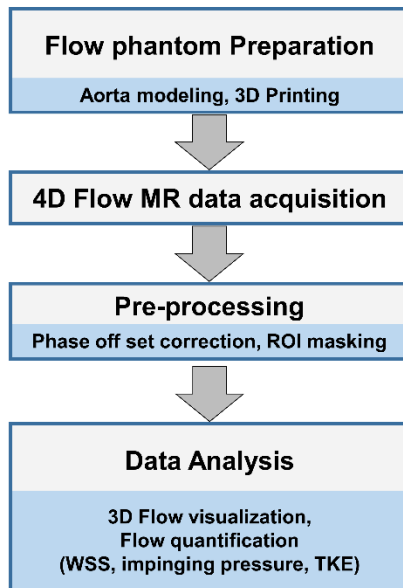 Flow phantom Preparation
Aorta modeling, 3D Printing
4D Flow MR data acquisition
Pre-processing
Phase off set correction, ROI masking
Data Analysis
3D Flow visualization,
Flow quantification
(WSS, impinging pressure, TKE)